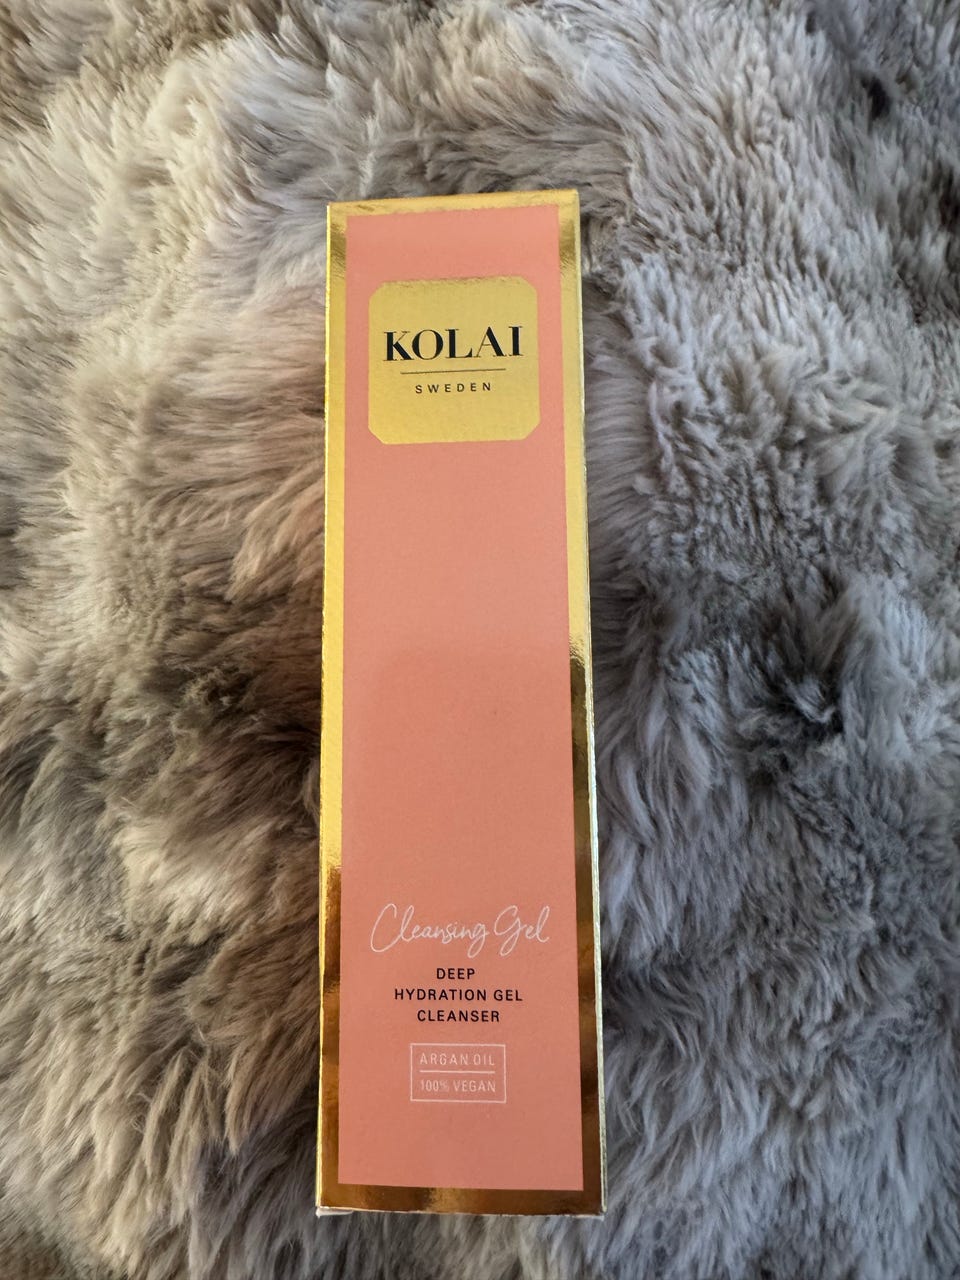 KOLAI
SWEDEN
Cleansing Gel
DEEP
HYDRATION GEL
CLEANSER
ARGAN OIL
100% VEGAN